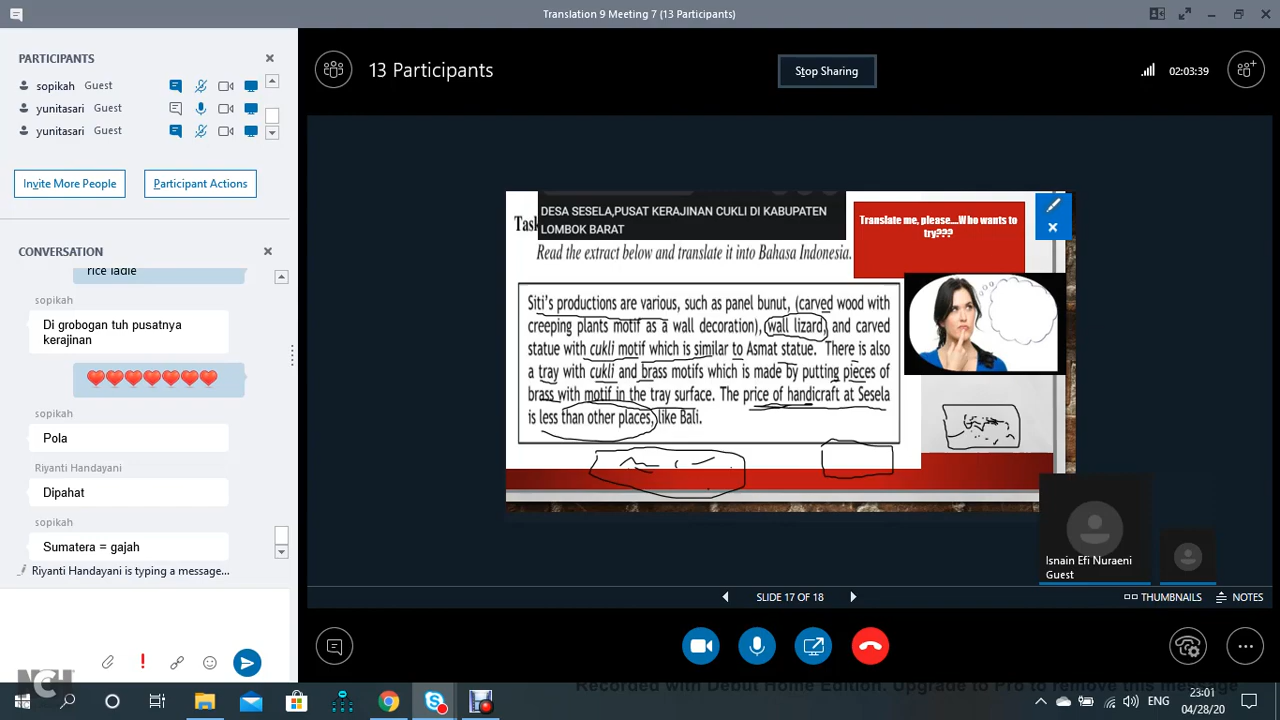 Translation 9 Meeting 7 (13 Participants)
PARTICIPANTS
sopikah Guest
yunitasari Guest
yunitasari Guest
Invite More People
Participant Actions
CONVERSATION
rice ladle
sopikah
Di grobogan tuh pusatnya
kerajinan
sopikah
Pola
Riyanti Handayani
Dipahat
sopikah
Sumatera = gajah
Riyanti Handayani is typing a message...
NCH
13 Participants
Stop Sharing
02:03:39
Task
DESA SESELA,PUSAT KERAJINAN CUKLI DI KABUPATEN
LOMBOK BARAT
Read the extract below and translate it into Bahasa Indonesia.
Translate me, please....Who wants to
try???
Siti's productions are various, such as panel bunut, (carved wood with
creeping plants motif as a wall decoration), wall lizard, and carved
statue with cukli motif which is similar to Asmat statue. There is also
a tray with cukli and brass motifs which is made by putting pieces of
brass with motif in the tray surface. The price of handicraft at Sesela
is less than other places, like Bali.
Isnain Efi Nuraeni
Guest
SLIDE 17 OF 18
THUMBNAILS
NOTES
Recorded with Debut Home Edition. Upgrade to Pro to remove this message
ENG
23:01
04/28/20